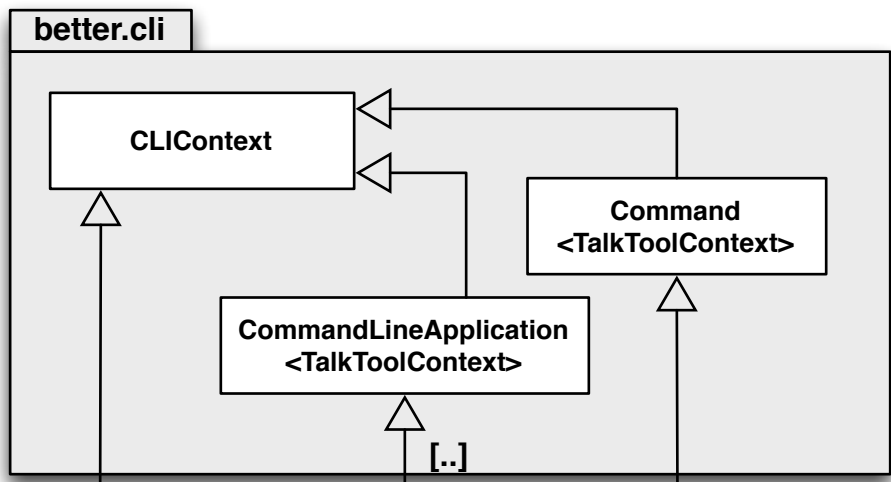 better.cli
CLIContext
Command
<TalkToolContext>
CommandLineApplication
<TalkToolContext>
[..]